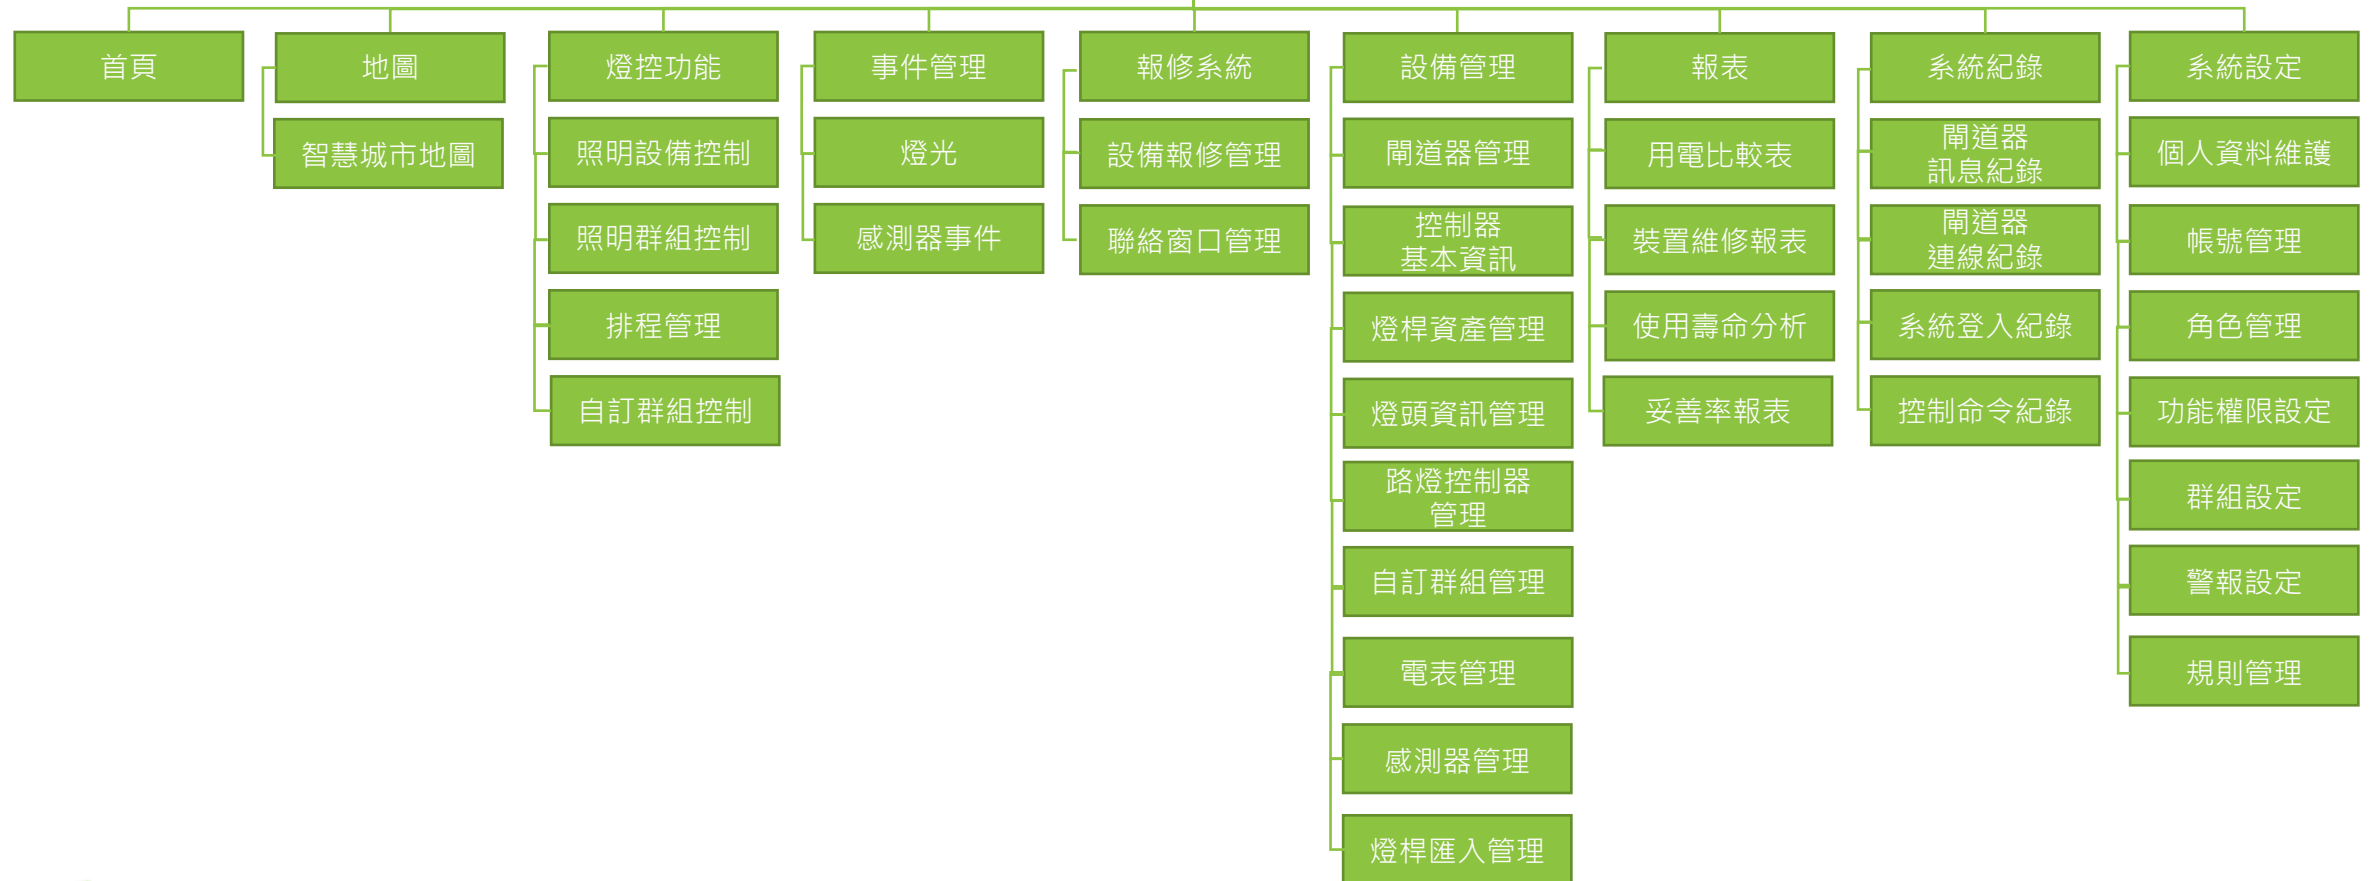 首頁
地圖
智慧城市地圖
燈控功能
照明設備控制
照明群組控制
排程管理
自訂群組控制
事件管理
燈光
感測器事件
報修系統
設備報修管理
聯絡窗口管理
設備管理
閘道器管理
控制器
基本資訊
燈桿資產管理
燈頭資訊管理
路燈控制器
管理
自訂群組管理
電表管理
感測器管理
燈桿匯入管理
報表
用電比較表
裝置維修報表
使用壽命分析
妥善率報表
系統紀錄
閘道器
訊息紀錄
閘道器
連線紀錄
系統登入紀錄
控制命令紀錄
系統設定
個人資料維護
帳號管理
角色管理
功能權限設定
群組設定
警報設定
規則管理